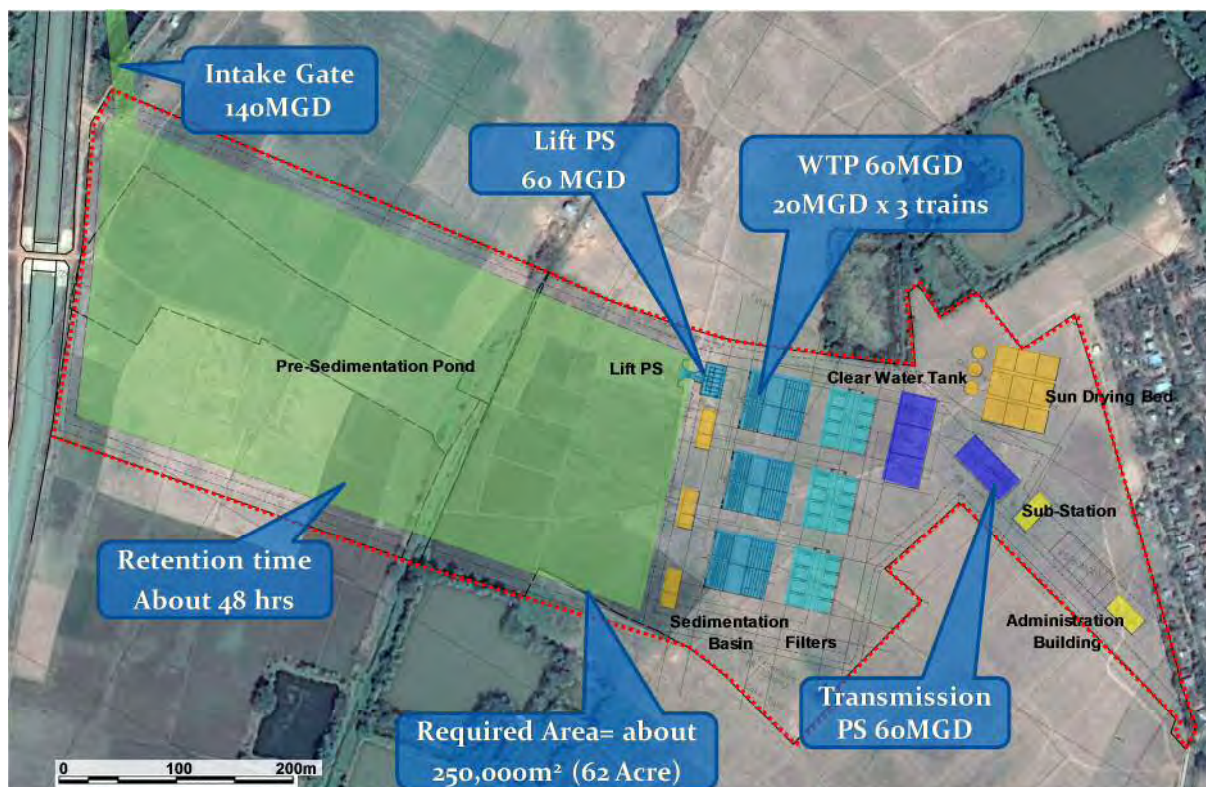 Intake Gate
140MGD
Lift PS
60 MGD
WTP 60MGD
20MGD x 3 trains
Pre-Sedimentation Pond
Lift PS
Clear Water Tank
Sun Drying Bed
Sub-Station
Retention time
About 48 hrs
Sedimentation
Basin
Filters
Administration
Building
Required Area= about
250,000m² (62 Acre)
Transmission
PS 60MGD
0 100 200m